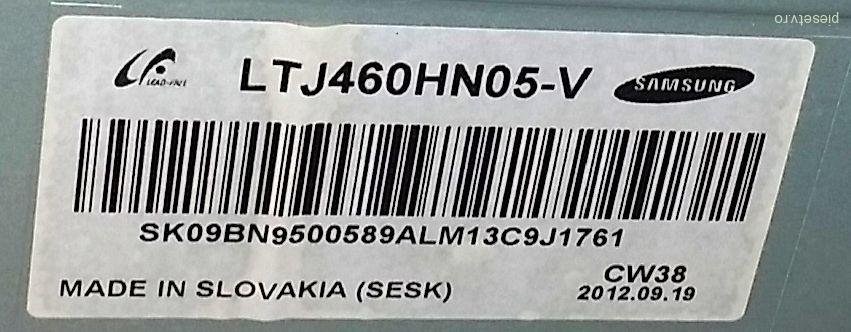 piesetv.ro
LEAD-FREE
LTJ460HN05-V
SAMSUNG
SK09BN9500589ALM13C9J1761
CW38
MADE IN SLOVAKIA (SESK)
2012.09.19